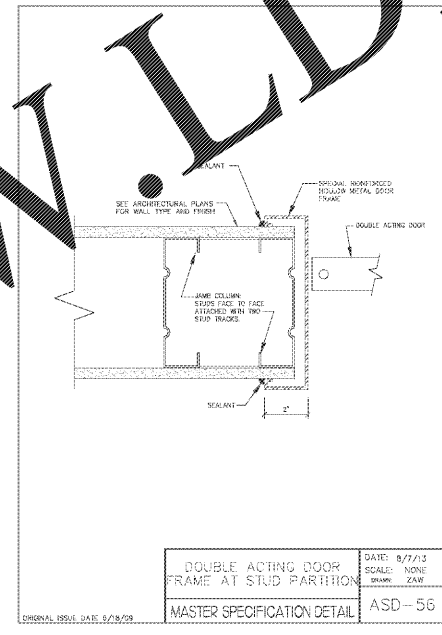 W.LD
SEALANT
SPECIAL REINFORCED
HOLLOW METAL DOOR
FRAME
SEE ARCHITECTURAL PLANS
FOR WALL TYPE AND FINISH
DOUBLE ACTING DOOR
JAMB COLUMN:
STUDS FACE TO FACE
ATTACHED WITH TWO
STUD TRACKS.
SEALANT
2"
DOUBLE ACTING DOOR
FRAME AT STUD PARTITION
MASTER SPECIFICATION DETAIL
DATE: 8/7/13
SCALE: NONE
DRAWN: ZAW
ASD-56
ORIGINAL ISSUE DATE 6/18/09